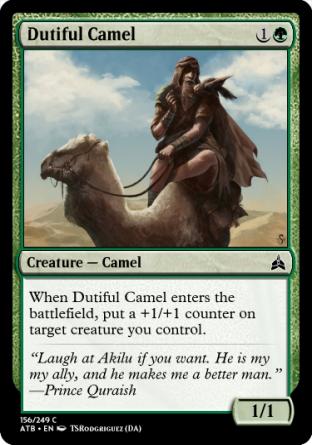 Dutiful Camel 1
Creature — Camel
When Dutiful Camel enters the
battlefield, put a +1/+1 counter on
target creature you control.
“Laugh at Akilu if you want. He is my
my ally, and he makes me a better man.”
—Prince Quraish
1/1
156/249 C
ATB • EN TSRodgriguez (DA)